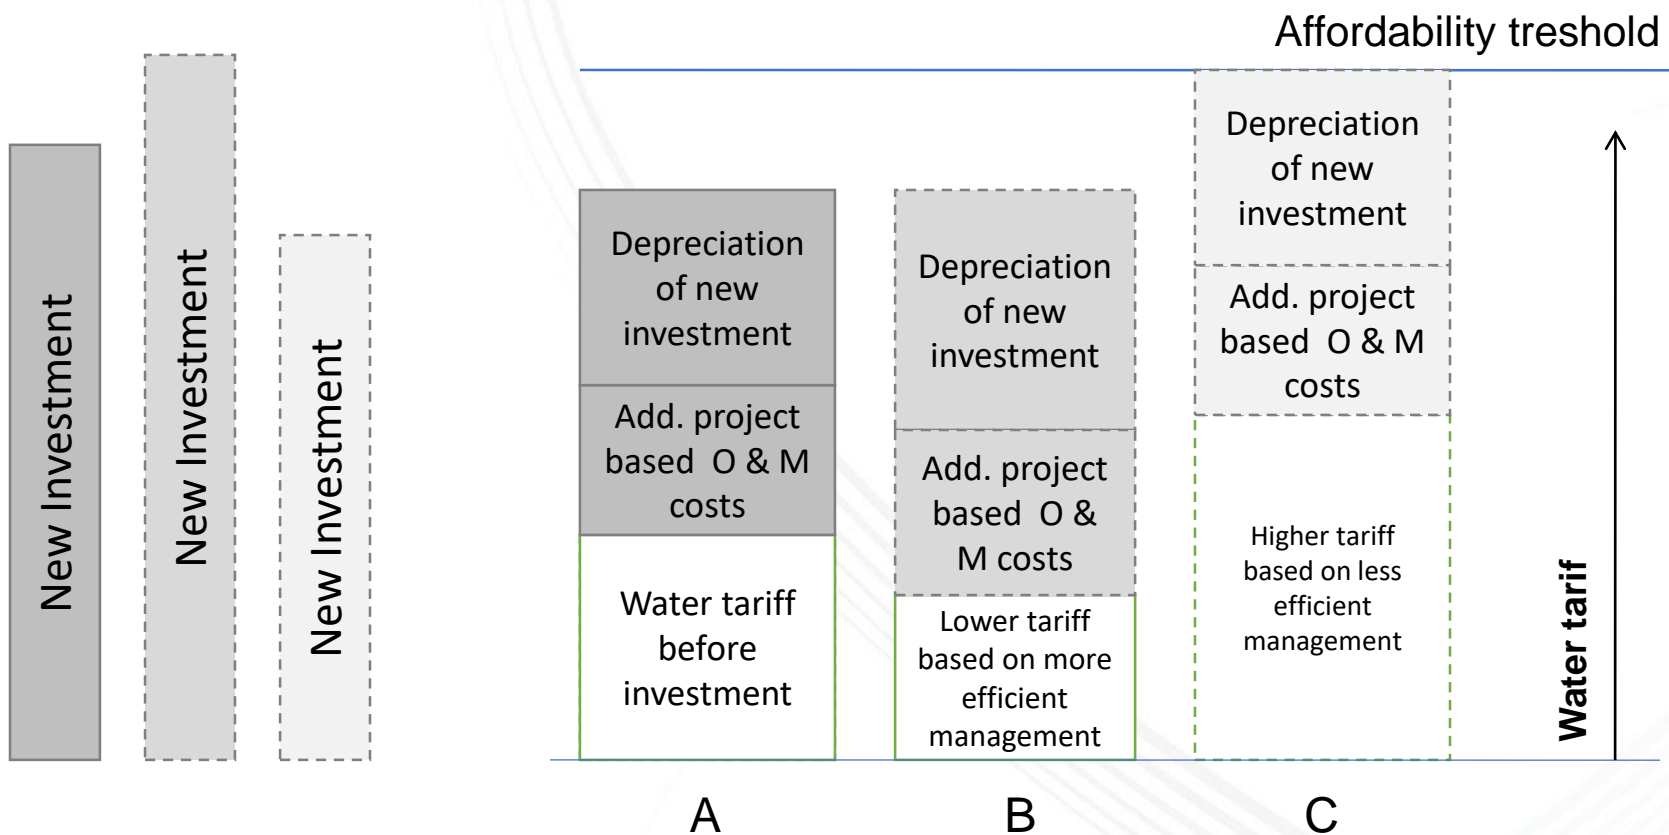 Affordability treshold
New Investment
New Investment
New Investment
Depreciation
of new
investment
Add. project
based O & M
costs
Water tariff
before
investment
Depreciation
of new
investment
Add. project
based O &
M costs
Lower tariff
based on more
efficient
management
Depreciation
of new
investment
Add. project
based O & M
costs
Higher tariff
based on less
efficient
management
Water tarif
A
B
C